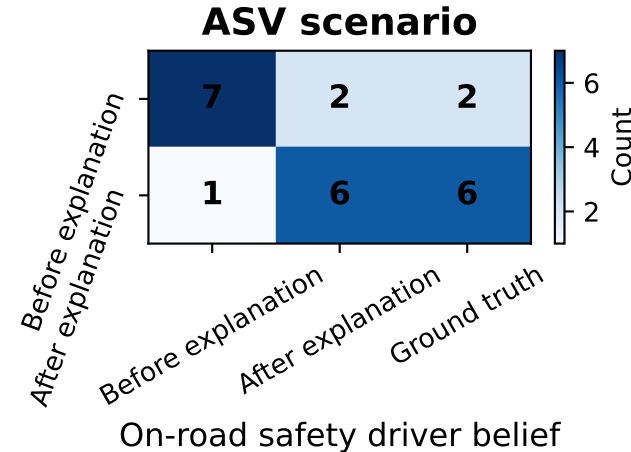 ASV scenario
7 2 2
1 6 6
Before explanation
After explanation
Before explanation
After explanation
Ground truth
On-road safety driver belief
6
4
2
Count